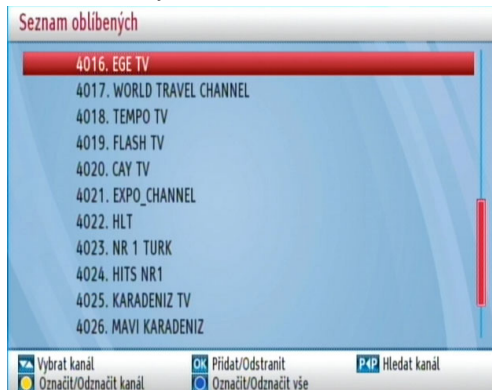 Seznam oblíbených
4016. EGE TV
4017. WORLD TRAVEL CHANNEL
4018. TEMPO TV
4019. FLASH TV
4020. CAY TV
4021. EXPO_CHANNEL
4022. HLT
4023. NR 1 TURK
4024. HITS NR1
4025. KARADENIZ TV
4026. MAVI KARADENIZ
Vybrat kanál OK Přidat/Odstranit P◄P Hledat kanál
Označit/Odznačit kanál Označit/Odznačit vše